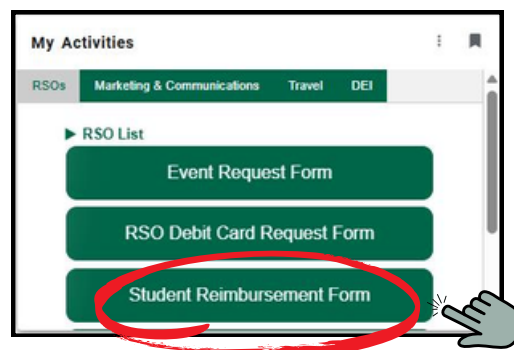 My Activities
RSOs Marketing & Communications Travel DEI
RSO List
Event Request Form
RSO Debit Card Request Form
Student Reimbursement Form